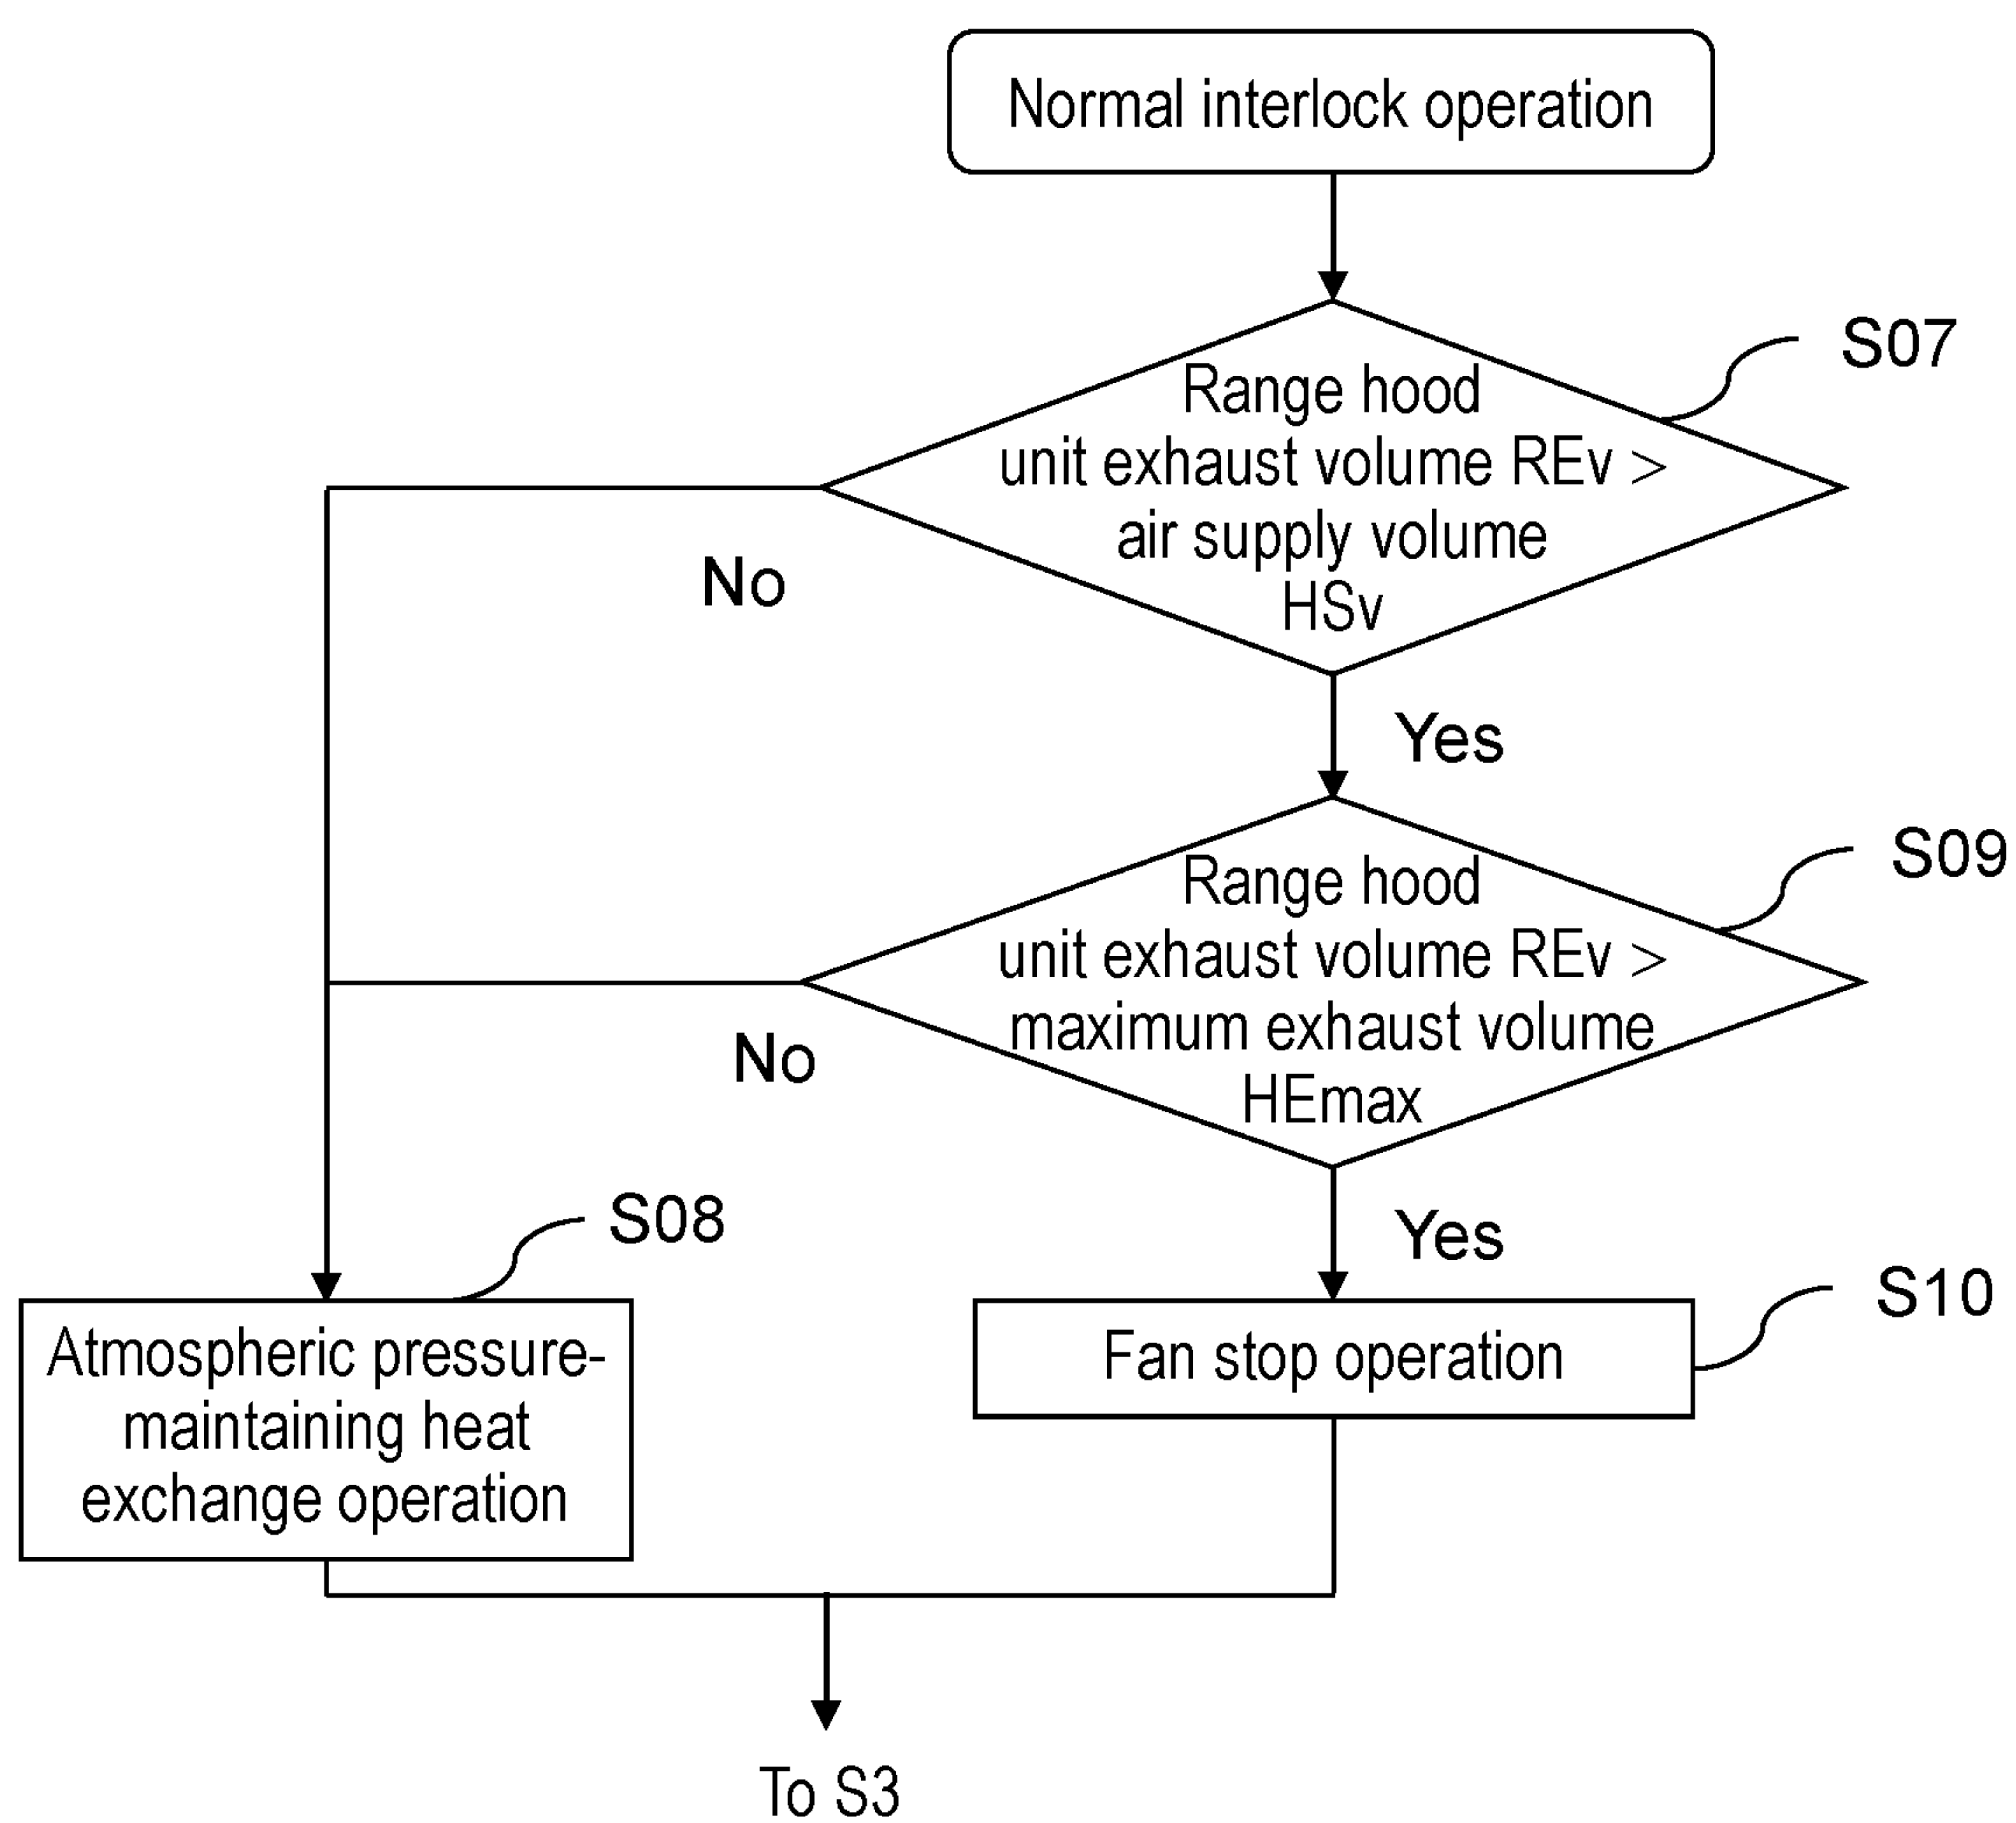 Normal interlock operation
S07
Range hood
unit exhaust volume REv >
air supply volume
HSv
No
Yes
S09
Range hood
unit exhaust volume REv >
maximum exhaust volume
HEmax
No
Yes
S08
Atmospheric pressure-
maintaining heat
exchange operation
S10
Fan stop operation
To S3